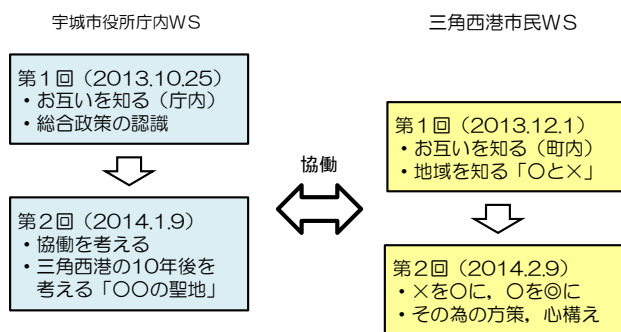 宇城市役所庁内WS
第1回（2013.10.25）
・お互いを知る（庁内）
・総合政策の認識
第2回（2014.1.9）
・協働を考える
・三角西港の10年後を
考える「〇〇の聖地」
協働
三角西港市民WS
第1回（2013.12.1）
・お互いを知る（町内）
・地域を知る「〇と×」
第2回（2014.2.9）
・×を〇に，〇を◎に
・その為の方策，心構え